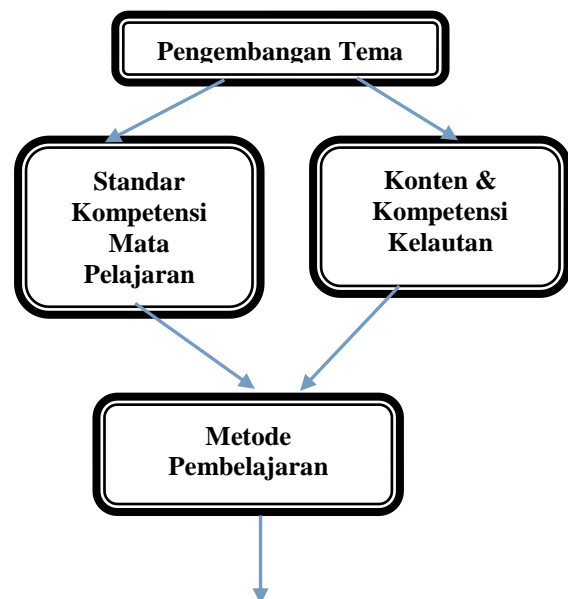 Pengembangan Tema
Standar
Kompetensi
Mata
Pelajaran
Konten &
Kompetensi
Kelautan
Metode
Pembelajaran